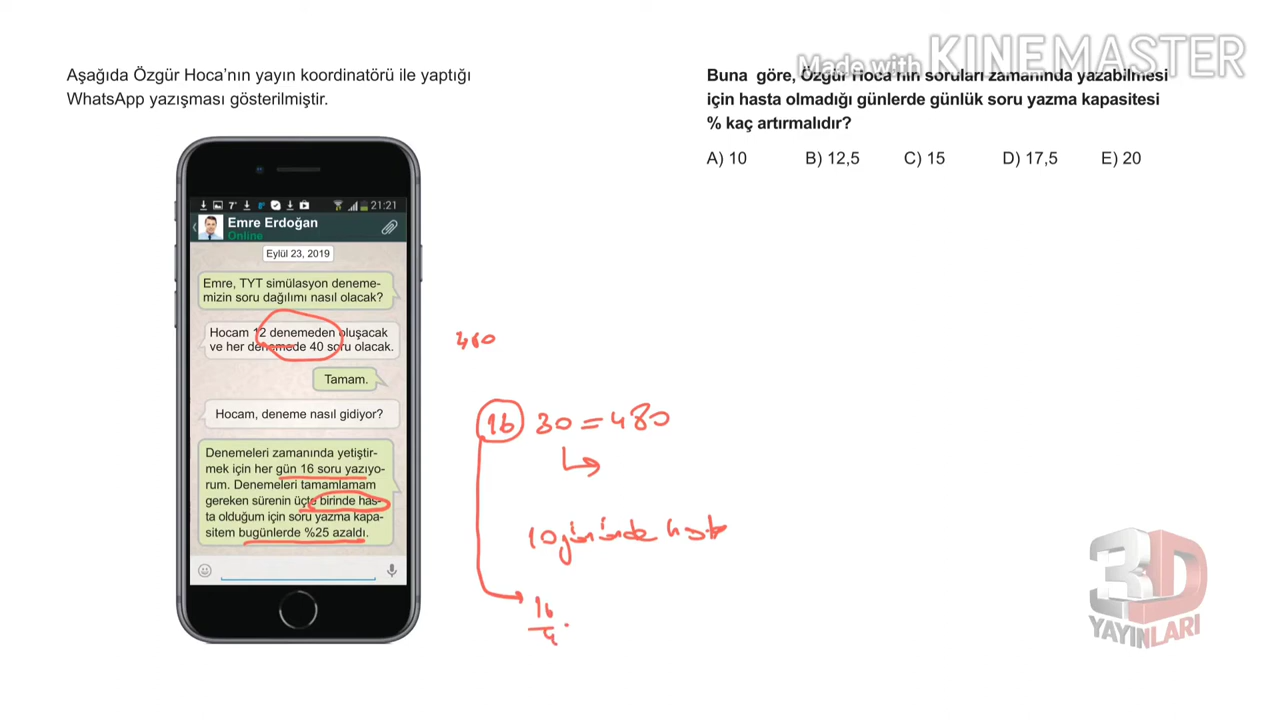 Made with KINEMASTER
Aşağıda Özgür Hoca'nın yayın koordinatörü ile yaptığı
WhatsApp yazışması gösterilmiştir.
21:21
Emre Erdoğan
Online
Eylül 23, 2019
Emre, TYT simülasyon deneme-
mizin soru dağılımı nasıl olacak?
Hocam 12 denemeden oluşacak
ve her denemede 40 soru olacak.
Tamam.
Hocam, deneme nasıl gidiyor?
Denemeleri zamanında yetiştir-
mek için her gün 16 soru yazıyo-
rum. Denemeleri tamamlamam
gereken sürenin üçte birinde has-
ta olduğum için soru yazma kapa-
sitem bugünlerde %25 azaldı.
480
16 30 = 480
10 gününde hasta
16
4
Buna göre, Özgür Hoca'nın soruları zamanında yazabilmesi
için hasta olmadığı günlerde günlük soru yazma kapasitesi
% kaç artırmalıdır?
A) 10 B) 12,5 C) 15 D) 17,5 E) 20
3D
YAYINLARI